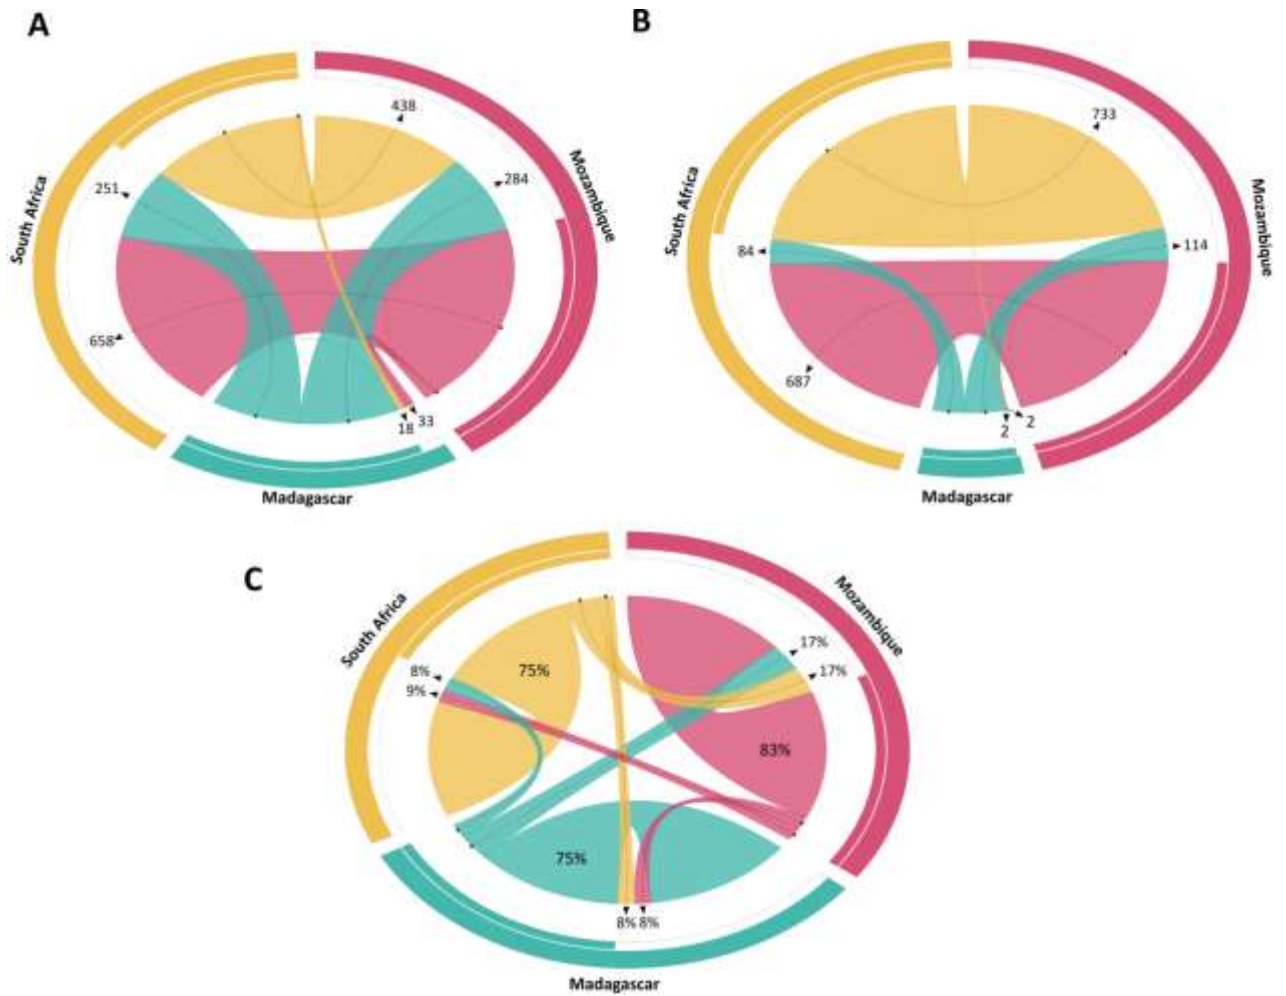 A
B
438
733
South Africa
251
284
Mozambique
South Africa
84
114
Mozambique
658
687
18
33
2
2
Madagascar
Madagascar
C
South Africa
Mozambique
8%
9%
75%
17%
17%
83%
75%
8%
8%
Madagascar